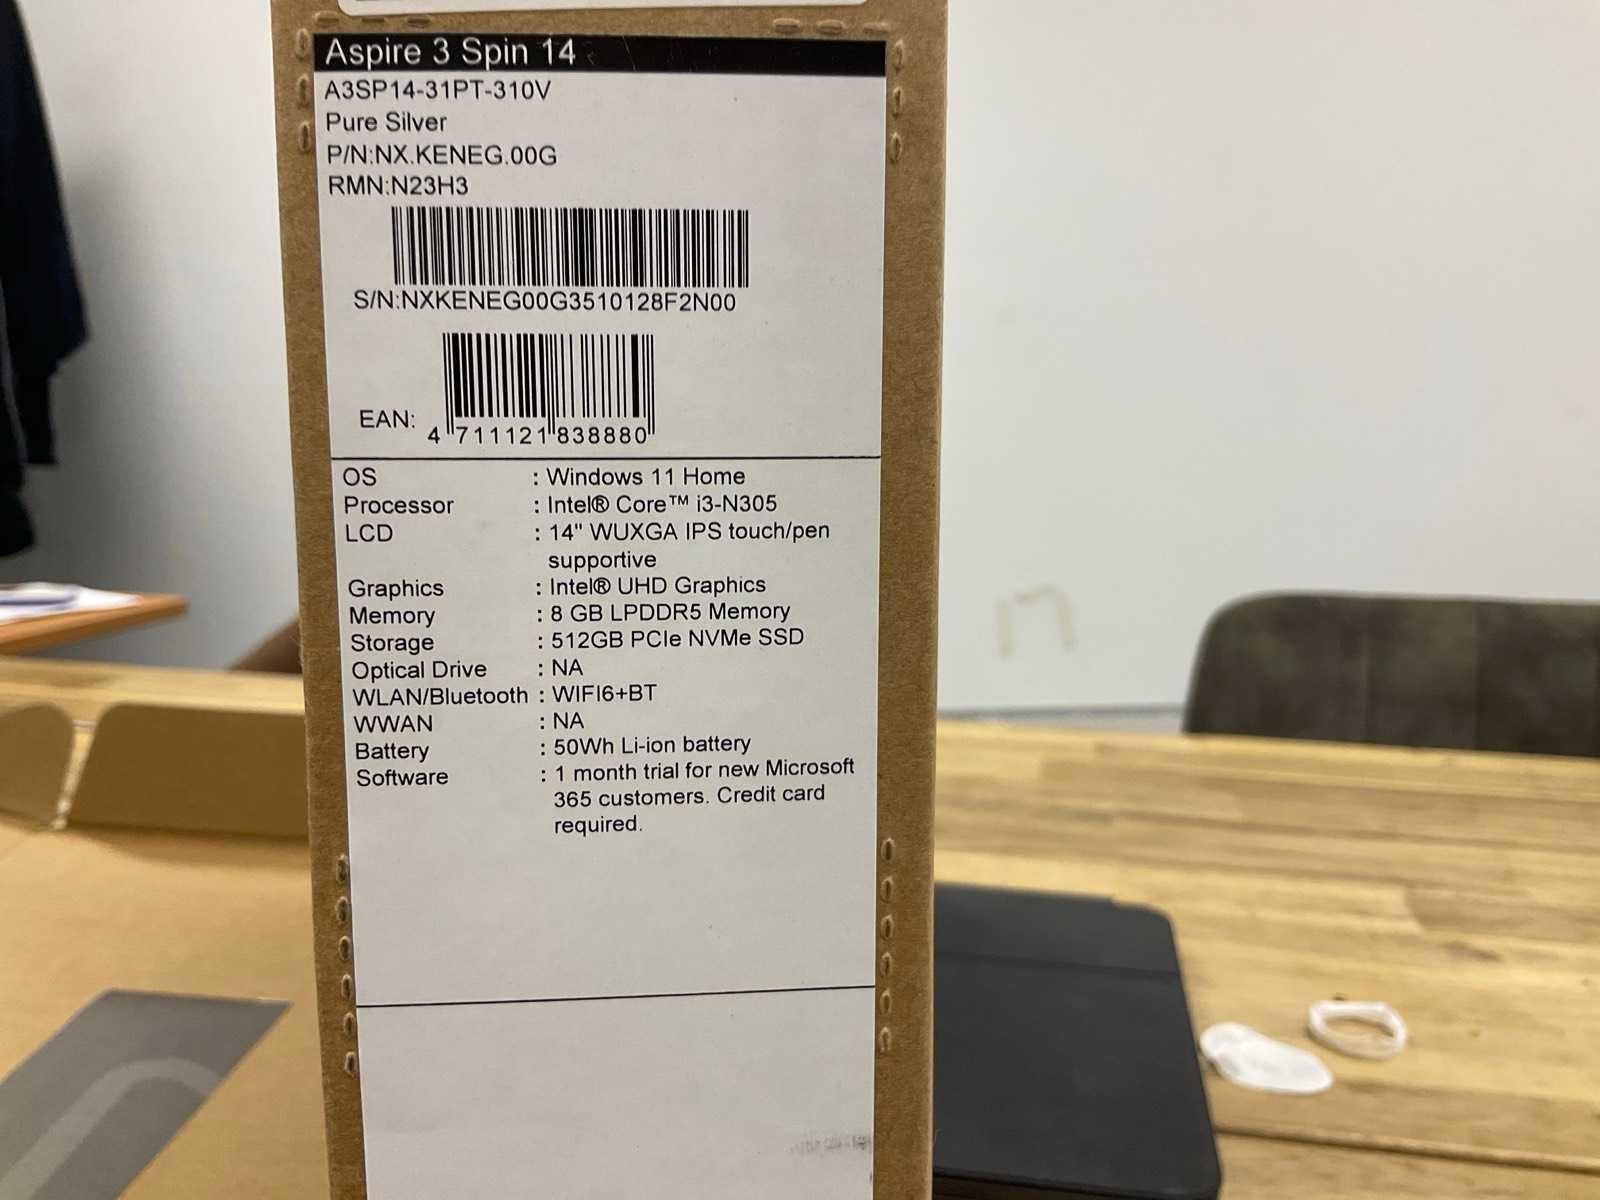 Aspire 3 Spin 14
A3SP14-31PT-310V
Pure Silver
P/N:NX.KENEG.00G
RMN:N23H3
S/N:NXKENEG00G3510128F2N00
EAN: 4 711121 838880
OS : Windows 11 Home
Processor : Intel® Core™ i3-N305
LCD : 14" WUXGA IPS touch/pen
supportive
Graphics : Intel® UHD Graphics
Memory : 8 GB LPDDR5 Memory
Storage : 512GB PCIe NVMe SSD
Optical Drive : NA
WLAN/Bluetooth : WIFI6+BT
WWAN : NA
Battery : 50Wh Li-ion battery
Software : 1 month trial for new Microsoft
365 customers. Credit card
required.